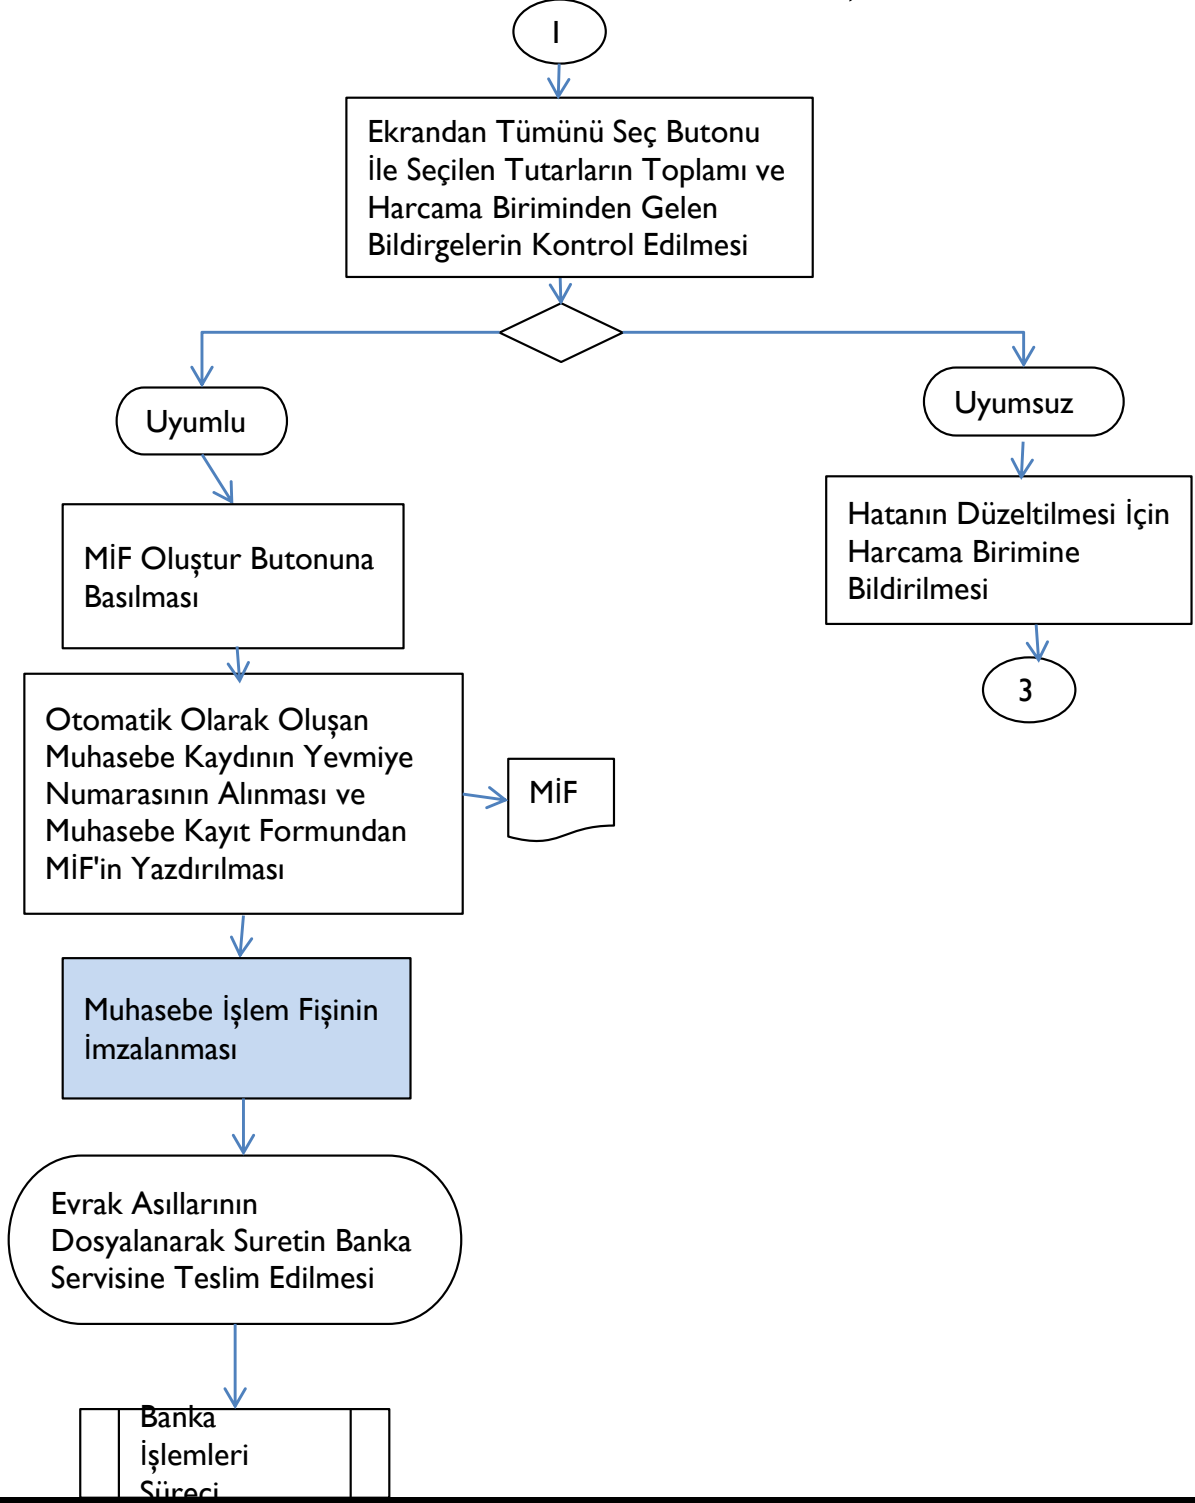 1
Ekrandan Tümünü Seç Butonu
İle Seçilen Tutarların Toplamı ve
Harcama Biriminden Gelen
Bildirgelerin Kontrol Edilmesi
Uyumlu
Uyumsuz
MİF Oluştur Butonuna
Basılması
Hatanın Düzeltilmesi İçin
Harcama Birimine
Bildirilmesi
3
Otomatik Olarak Oluşan
Muhasebe Kaydının Yevmiye
Numarasının Alınması ve
Muhasebe Kayıt Formundan
MİF'in Yazdırılması
MİF
Muhasebe İşlem Fişinin
İmzalanması
Evrak Asıllarının
Dosyalanarak Suretin Banka
Servisine Teslim Edilmesi
Banka
İşlemleri
Süreci